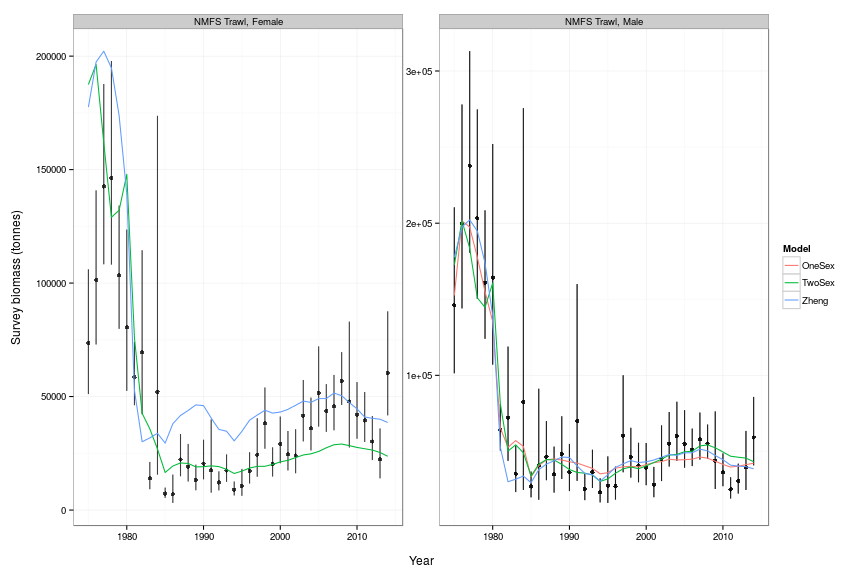 NMFS Trawl, Female
NMFS Trawl, Male
200000
150000
100000
50000
0
3e+05
2e+05
1e+05
1980
1990
2000
2010
1980
1990
2000
2010
Survey biomass (tonnes)
Year
Model
OneSex
TwoSex
Zheng